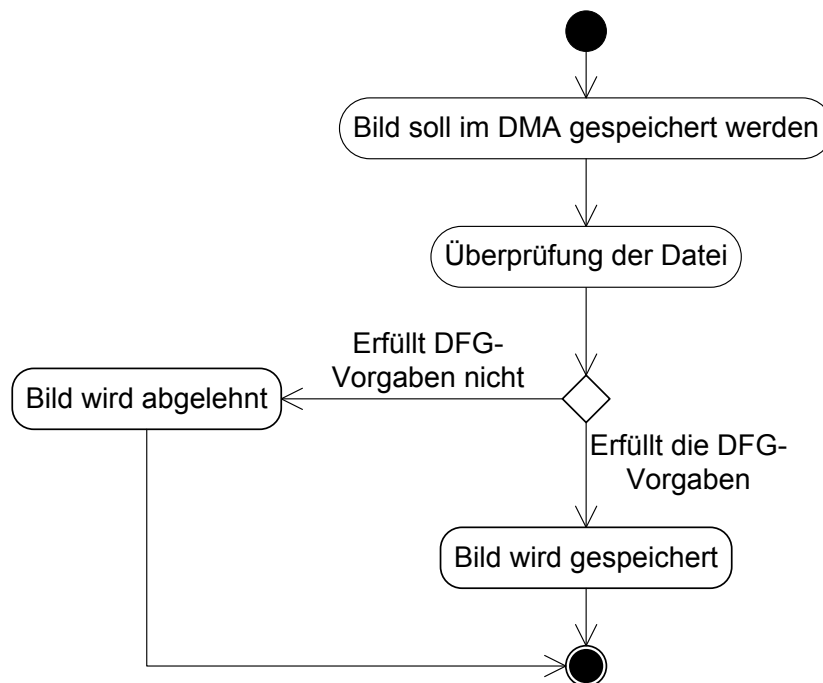 Bild soll im DMA gespeichert werden
Überprüfung der Datei
Erfüllt DFG-
Vorgaben nicht
Bild wird abgelehnt
Erfüllt die DFG-
Vorgaben
Bild wird gespeichert